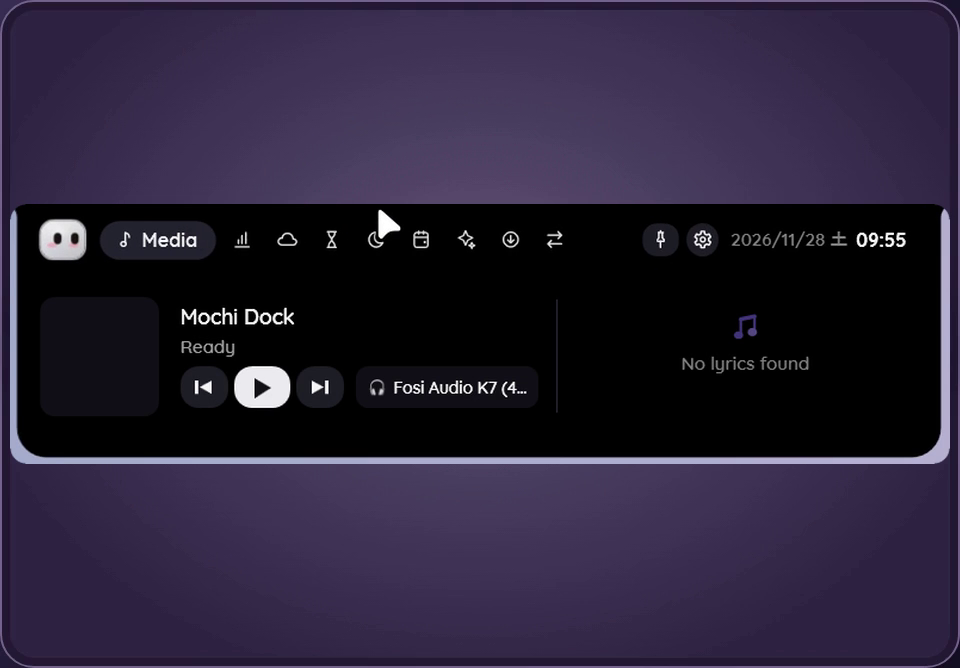 Media
2026/11/28 土 09:55
Mochi Dock
Ready
Fosi Audio K7 (4...
No lyrics found